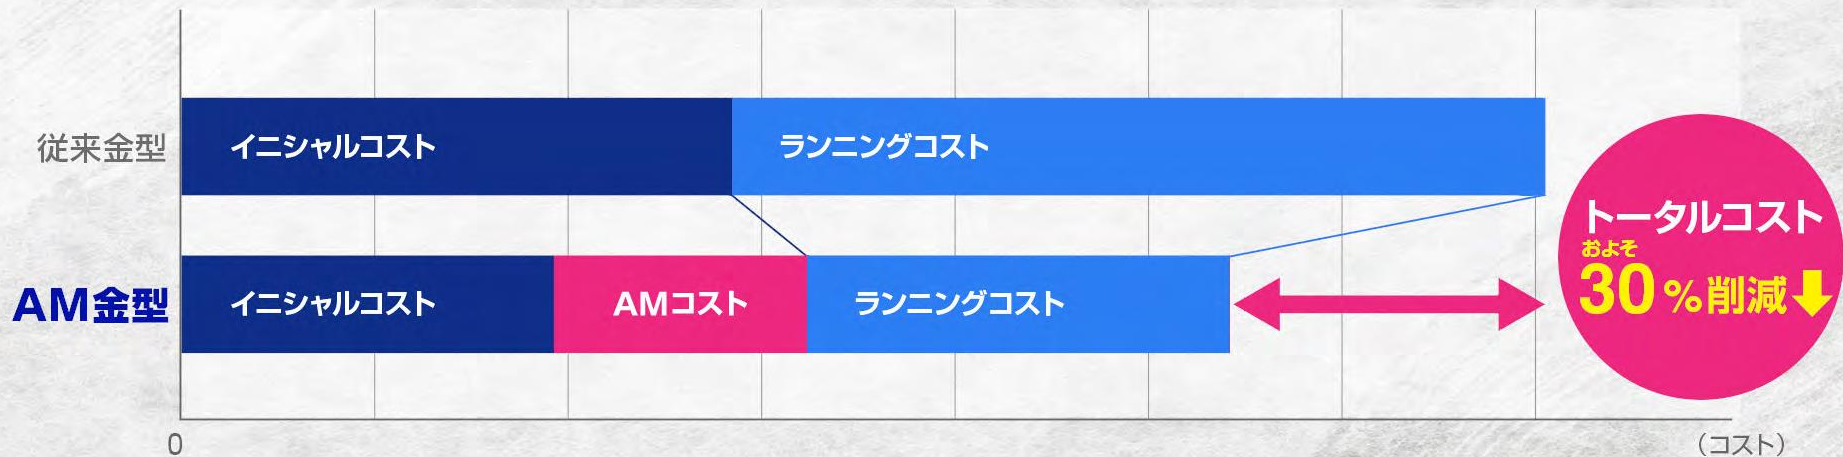 従来金型
イニシャルコスト
ランニングコスト
AM金型
イニシャルコスト
AMコスト
ランニングコスト
トータルコスト
およそ
30%削減
0
（コスト）